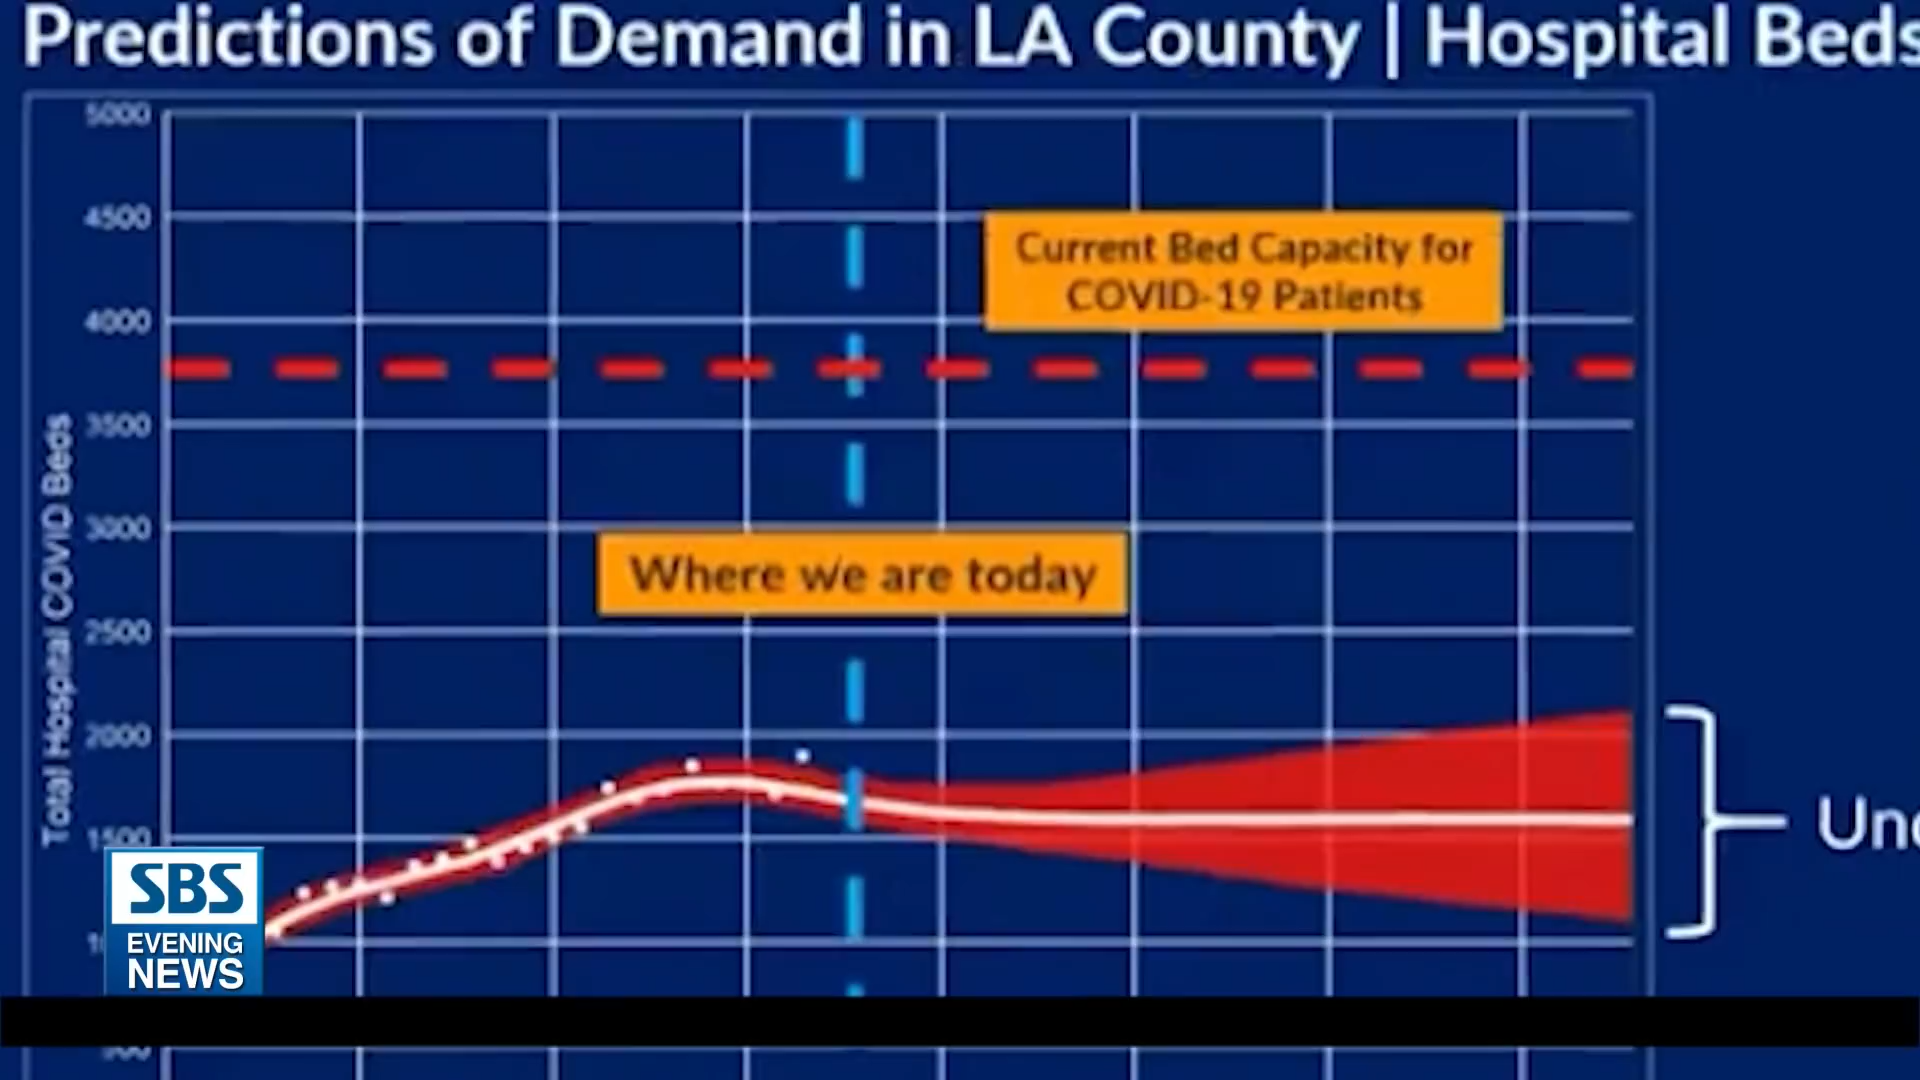 Predictions of Demand in LA County | Hospital Beds
5000
4500
Current Bed Capacity for
COVID-19 Patients
4000
3500
Total Hospital COVID Beds
3000
Where we are today
2500
2000
1500
SBS
EVENING
NEWS